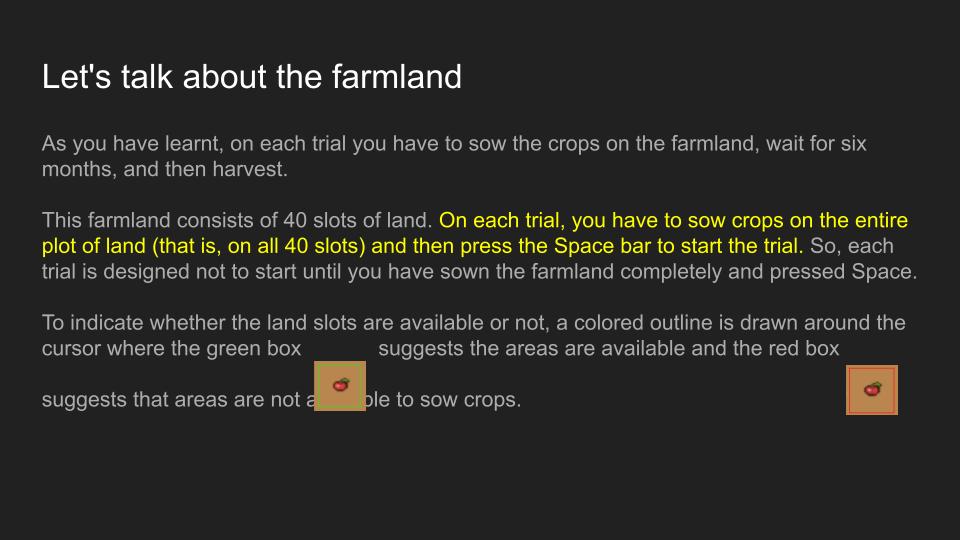 Let's talk about the farmland
As you have learnt, on each trial you have to sow the crops on the farmland, wait for six
months, and then harvest.
This farmland consists of 40 slots of land. On each trial, you have to sow crops on the entire
plot of land (that is, on all 40 slots) and then press the Space bar to start the trial. So, each
trial is designed not to start until you have sown the farmland completely and pressed Space.
To indicate whether the land slots are available or not, a colored outline is drawn around the
cursor where the green box suggests the areas are available and the red box
suggests that areas are not to sow crops.